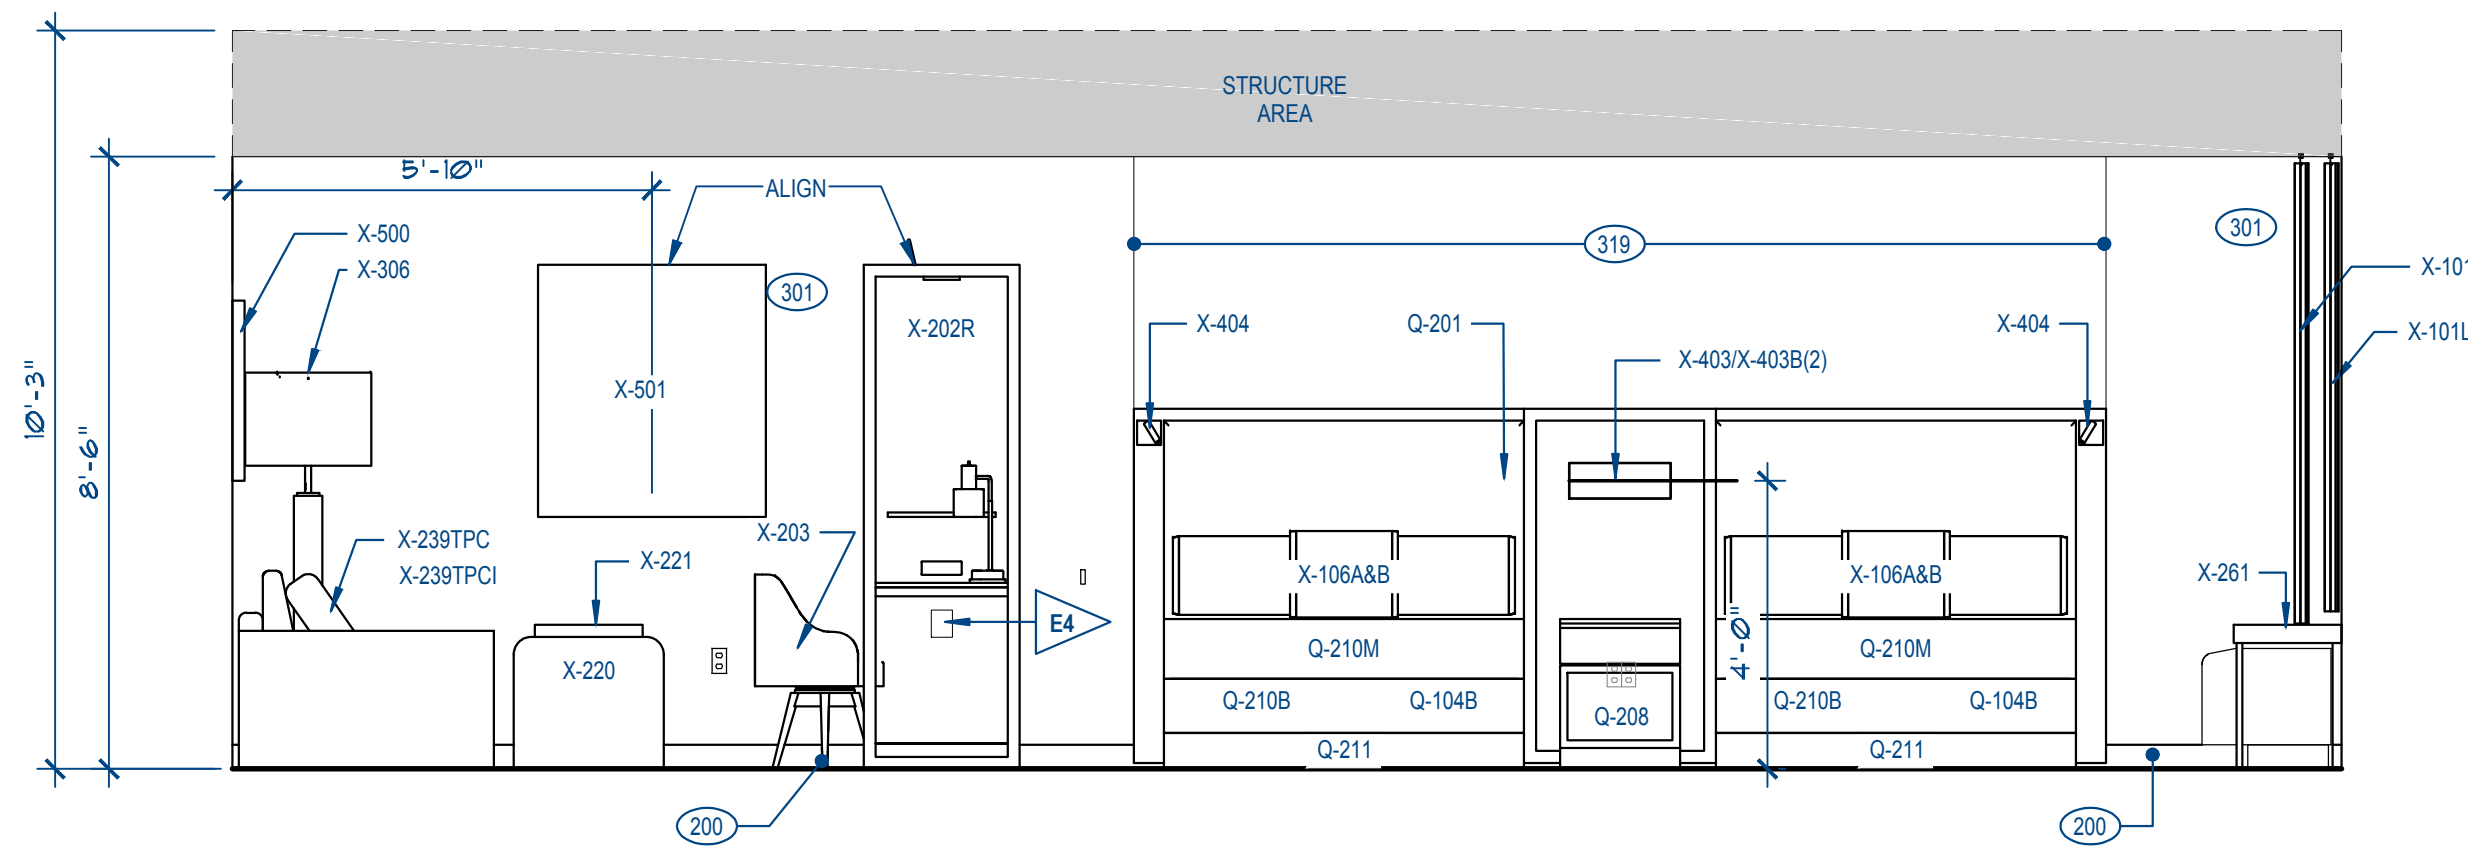 STRUCTURE
AREA
5'-10"
ALIGN
X-500
X-306
301
319
301
X-101
X-404
Q-201
X-404
X-101L
X-202R
X-403/X-403B(2)
X-501
10'-3"
8'-6"
X-239TPC
X-239TPCI
X-221
X-203
X-106A&B
X-106A&B
X-261
E4
4'-0"
X-220
Q-210M
Q-210M
Q-210B
Q-104B
Q-208
Q-210B
Q-104B
Q-211
Q-211
200
200